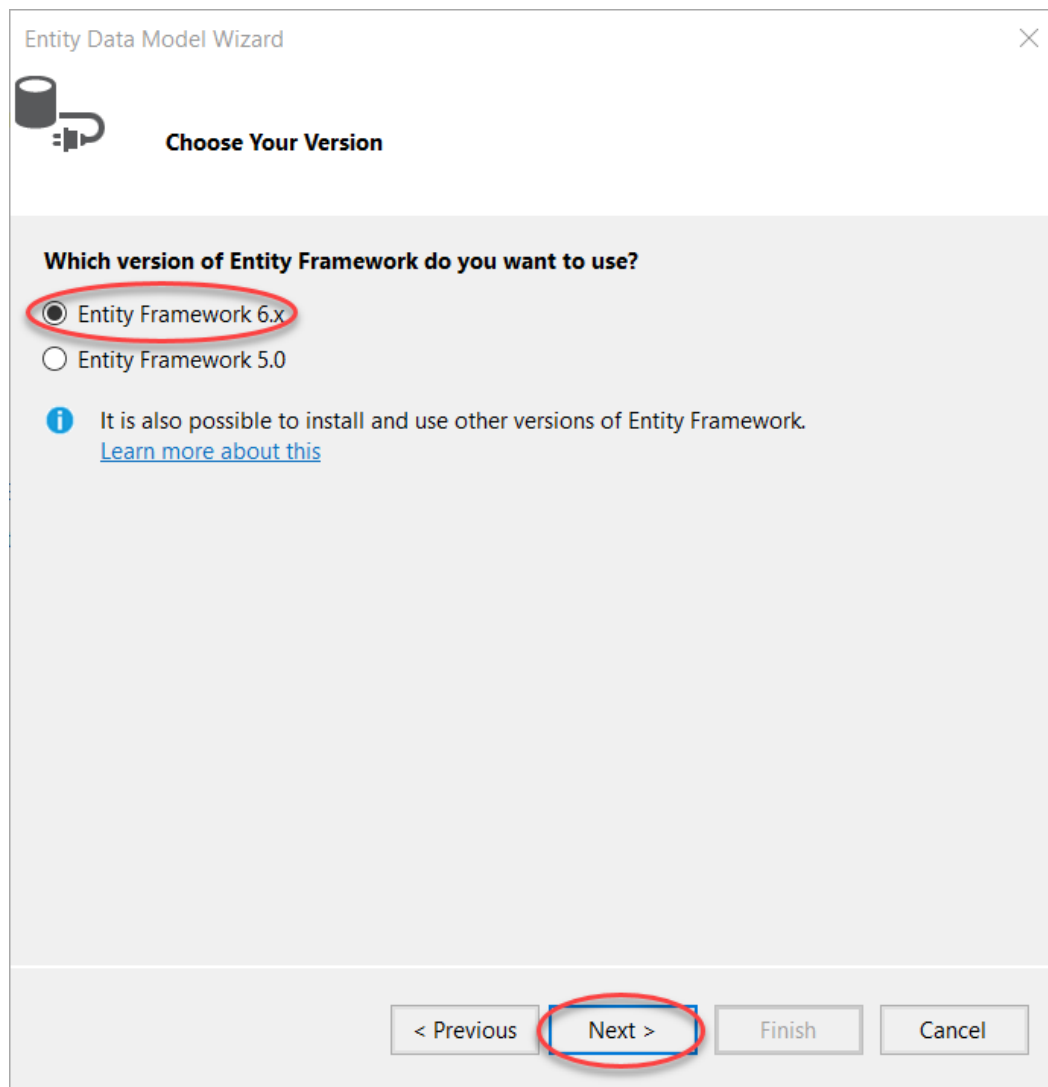 Entity Data Model Wizard
Choose Your Version
Which version of Entity Framework do you want to use?
Entity Framework 6.x
Entity Framework 5.0
It is also possible to install and use other versions of Entity Framework.
Learn more about this
< Previous
Next >
Finish
Cancel